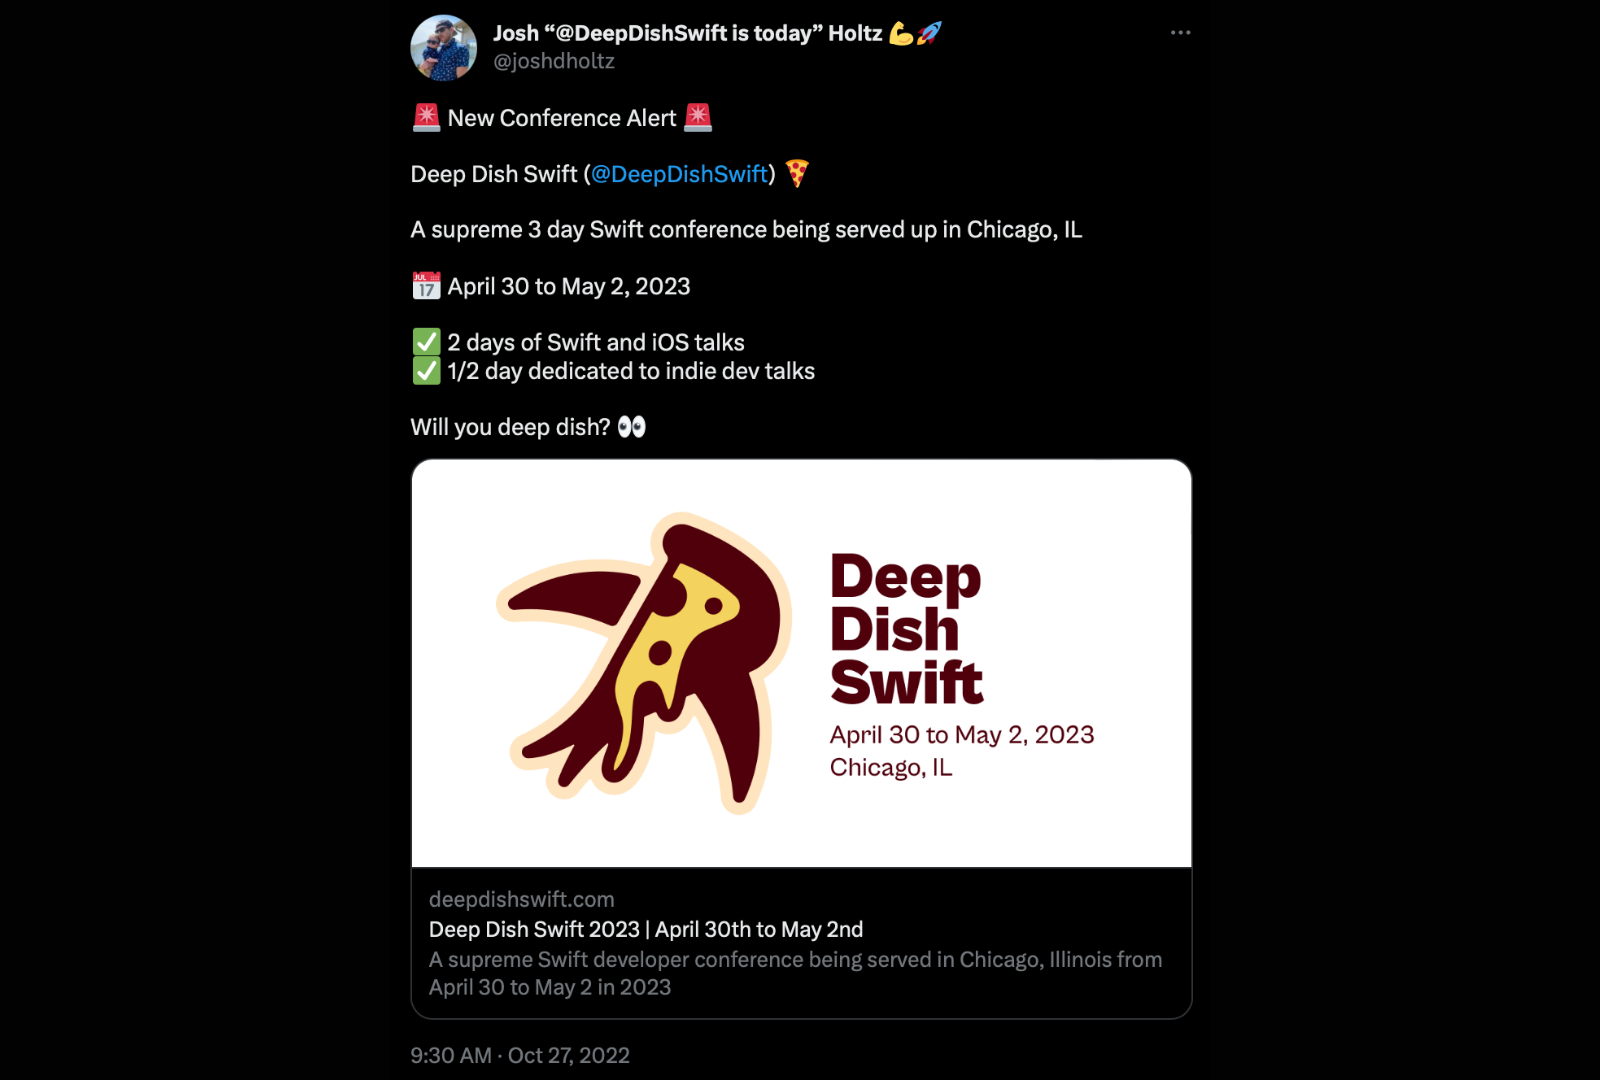 Josh “@DeepDishSwift is today” Holtz 💪🚀
@joshdholtz
🚨 New Conference Alert 🚨
Deep Dish Swift (@DeepDishSwift) 🍕
A supreme 3 day Swift conference being served up in Chicago, IL
📅 April 30 to May 2, 2023
✅ 2 days of Swift and iOS talks
✅ 1/2 day dedicated to indie dev talks
Will you deep dish? 👀
Deep
Dish
Swift
April 30 to May 2, 2023
Chicago, IL
deepdishswift.com
Deep Dish Swift 2023 | April 30th to May 2nd
A supreme Swift developer conference being served in Chicago, Illinois from
April 30 to May 2 in 2023
9:30 AM · Oct 27, 2022